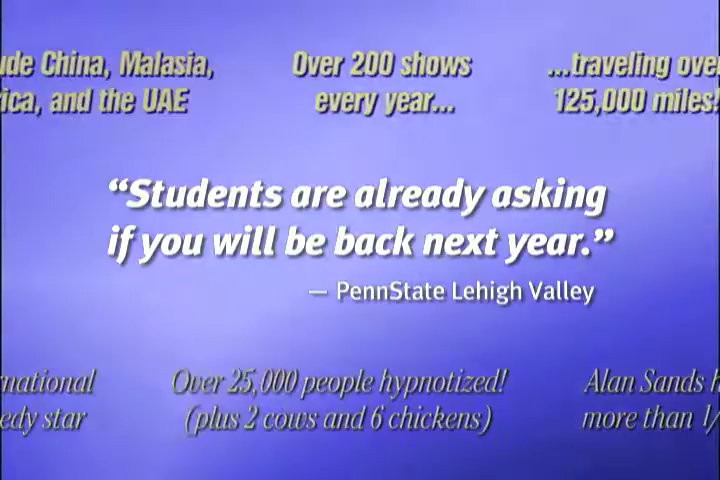 ude China, Malasia,
ica, and the UAE
Over 200 shows
every year...
...traveling over
125,000 miles!
“Students are already asking
if you will be back next year.”
— PennState Lehigh Valley
national
edy star
Over 25,000 people hypnotized!
(plus 2 cows and 6 chickens)
Alan Sands h
more than 1/